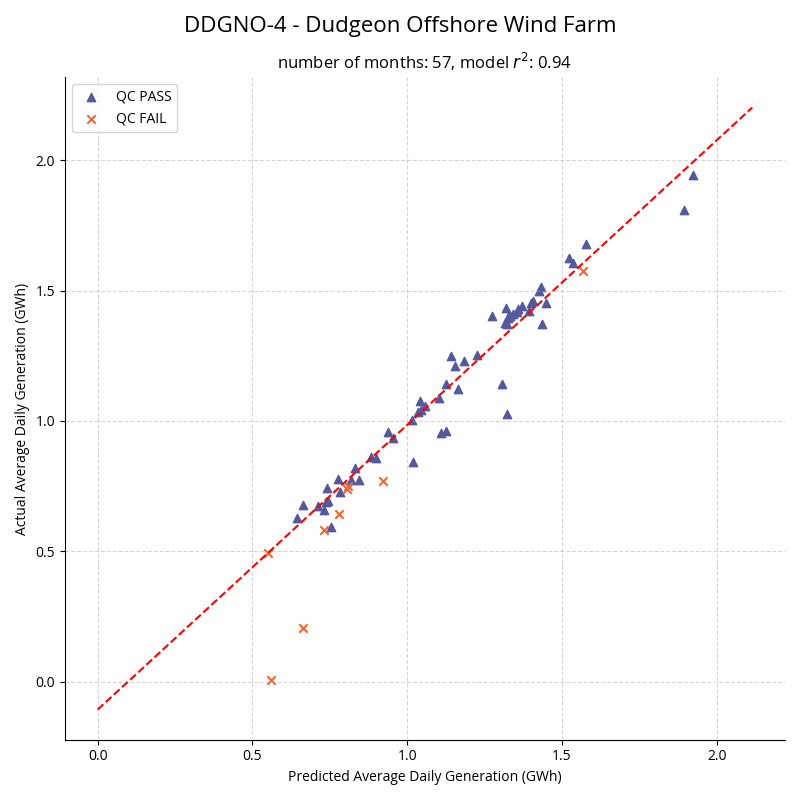 DDGNO-4 - Dudgeon Offshore Wind Farm
number of months: 57, model r²: 0.94
QC PASS
QC FAIL
2.0
1.5
1.0
0.5
0.0
Actual Average Daily Generation (GWh)
0.0 0.5 1.0 1.5 2.0
Predicted Average Daily Generation (GWh)